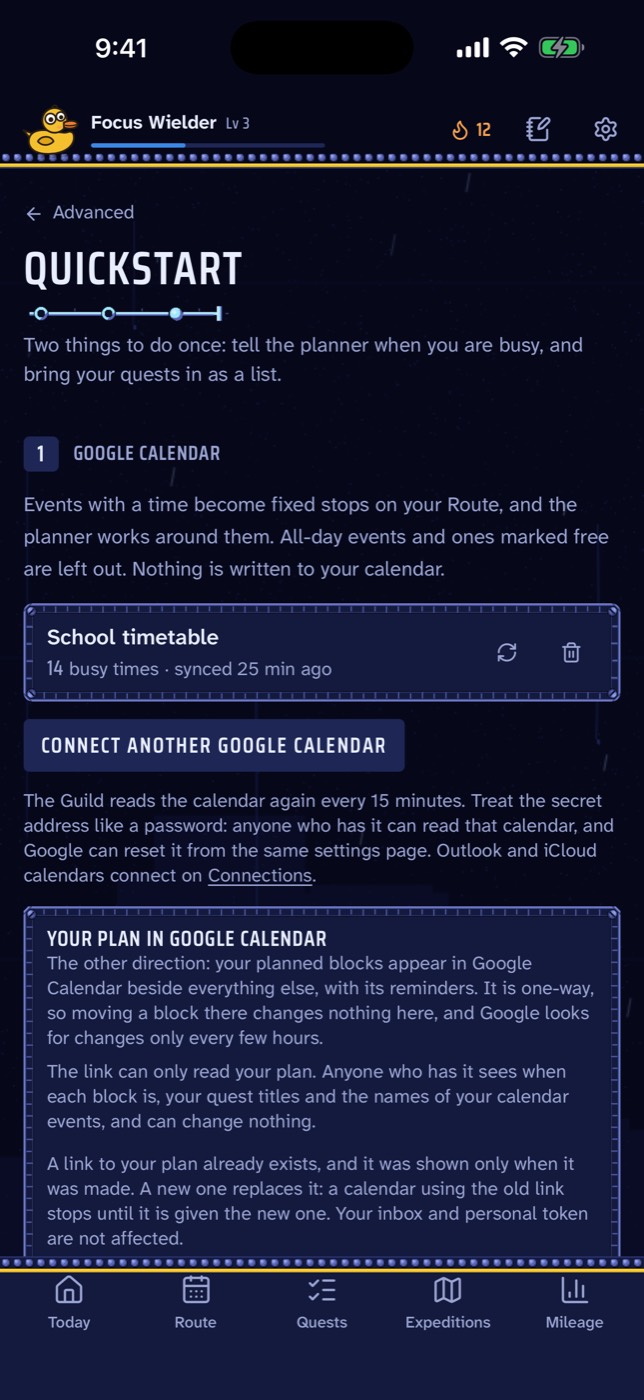 9:41
Focus Wielder Lv 3
12
Advanced
QUICKSTART
Two things to do once: tell the planner when you are busy, and
bring your quests in as a list.
1 GOOGLE CALENDAR
Events with a time become fixed stops on your Route, and the
planner works around them. All-day events and ones marked free
are left out. Nothing is written to your calendar.
School timetable
14 busy times · synced 25 min ago
CONNECT ANOTHER GOOGLE CALENDAR
The Guild reads the calendar again every 15 minutes. Treat the secret
address like a password: anyone who has it can read that calendar, and
Google can reset it from the same settings page. Outlook and iCloud
calendars connect on Connections.
YOUR PLAN IN GOOGLE CALENDAR
The other direction: your planned blocks appear in Google
Calendar beside everything else, with its reminders. It is one-way,
so moving a block there changes nothing here, and Google looks
for changes only every few hours.
The link can only read your plan. Anyone who has it sees when
each block is, your quest titles and the names of your calendar
events, and can change nothing.
A link to your plan already exists, and it was shown only when it
was made. A new one replaces it: a calendar using the old link
stops until it is given the new one. Your inbox and personal token
are not affected.
Today Route Quests Expeditions Mileage